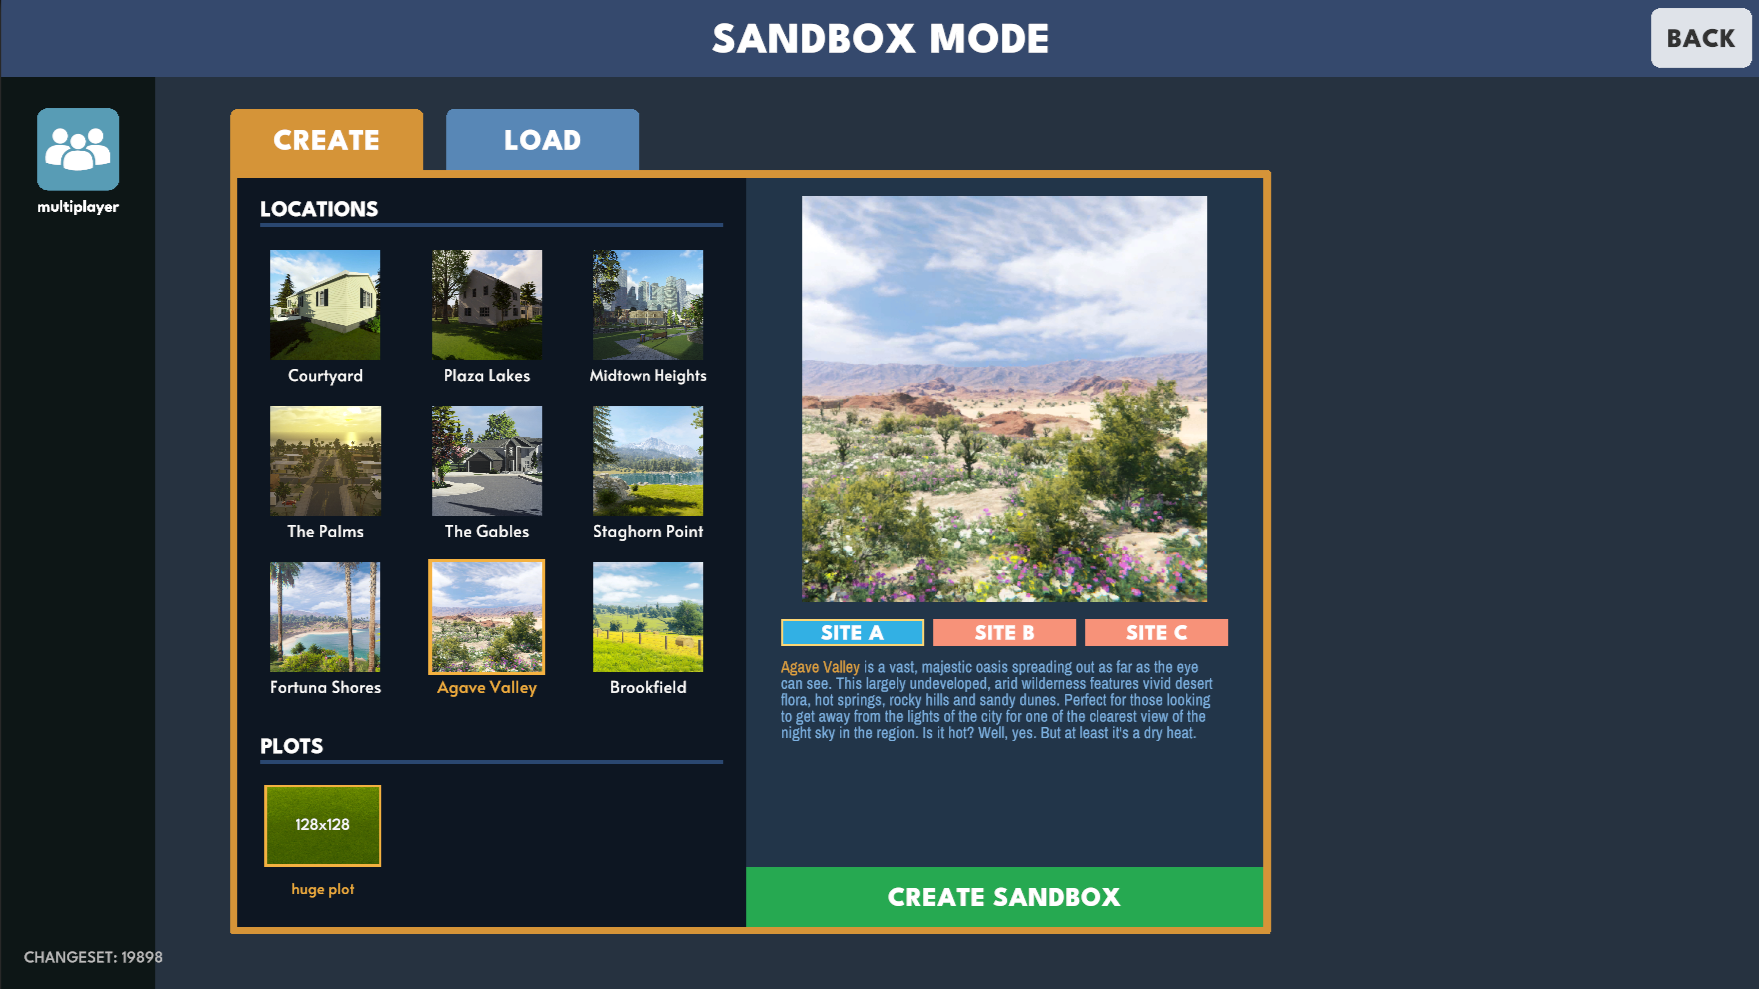 SANDBOX MODE
BACK
multiplayer
CREATE
LOAD
LOCATIONS
Courtyard
Plaza Lakes
Midtown Heights
The Palms
The Gables
Staghorn Point
Fortuna Shores
Agave Valley
Brookfield
PLOTS
128x128
huge plot
SITE A
SITE B
SITE C
Agave Valley is a vast, majestic oasis spreading out as far as the eye
can see. This largely undeveloped, arid wilderness features vivid desert
flora, hot springs, rocky hills and sandy dunes. Perfect for those looking
to get away from the lights of the city for one of the clearest view of the
night sky in the region. Is it hot? Well, yes. But at least it's a dry heat.
CREATE SANDBOX
CHANGESET: 19898